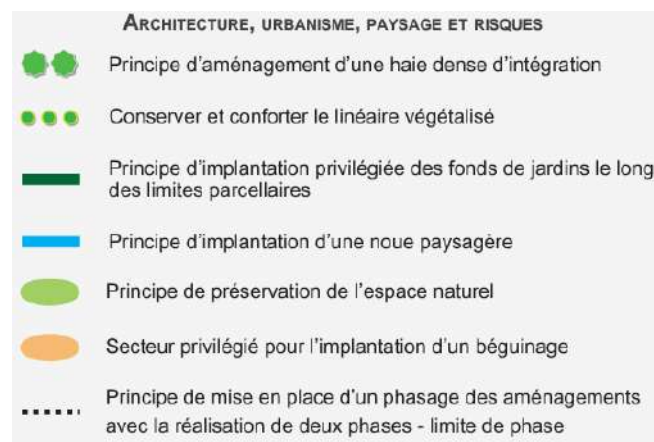 ARCHITECTURE, URBANISME, PAYSAGE ET RISQUES
Principe d'aménagement d'une haie dense d'intégration
Conserver et conforter le linéaire végétalisé
Principe d'implantation privilégiée des fonds de jardins le long
des limites parcellaires
Principe d'implantation d'une noue paysagère
Principe de préservation de l'espace naturel
Secteur privilégié pour l'implantation d'un béguinage
Principe de mise en place d'un phasage des aménagements
avec la réalisation de deux phases - limite de phase